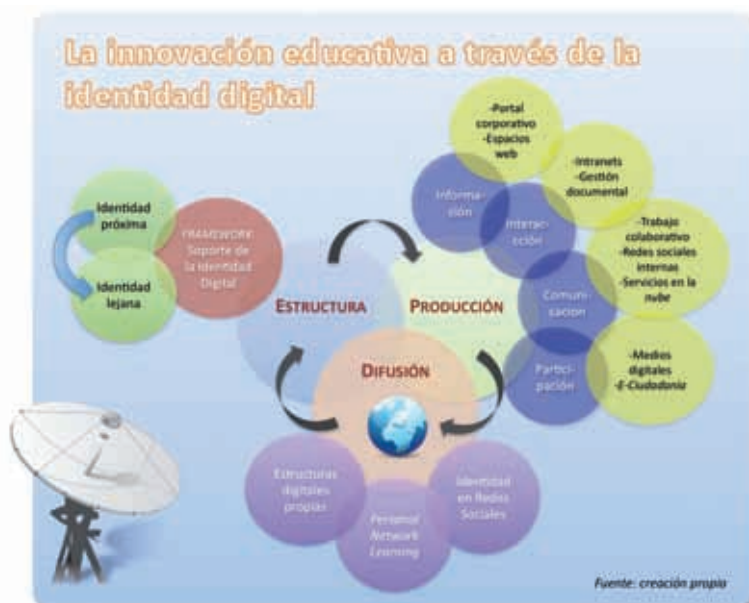 La innovación educativa a través de la
identidad digital
-Portal
corporativo
-Espacios
web
-Intranets
-Gestión
documental
-Trabajo
colaborativo
-Redes sociales
internas
-Servicios en la
nube
-Medios
digitales
-E-Ciudadanía
Informa-
ción
Interac-
ción
Comuni-
sacion
Partici-
pación
Identidad
próxima
Identidad
lejana
FRAMEWORK:
Soporte de
la Identidad
Digital
ESTRUCTURA
PRODUCCIÓN
DIFUSIÓN
Estructuras
digitales
propias
Personal
Network
Learning
Identidad
en Redes
Sociales
Fuente: creación propia